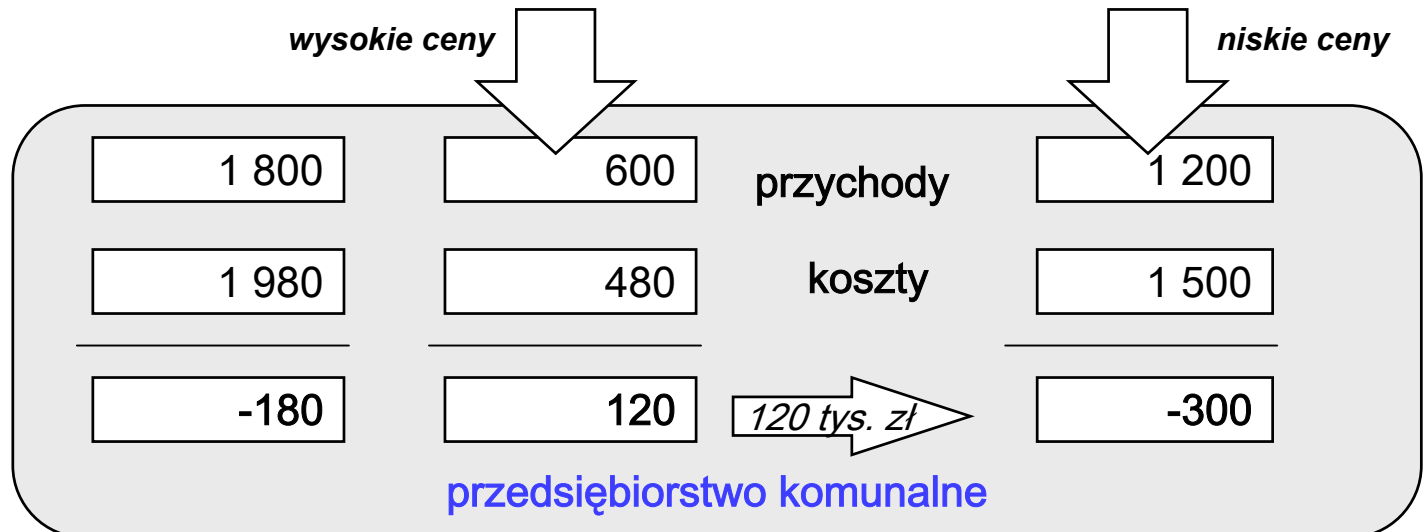 wysokie ceny niskie ceny
1 800 600 przychody 1 200
1 980 480 koszty 1 500
-180 120 120 tys. zł -300
przedsiębiorstwo komunalne